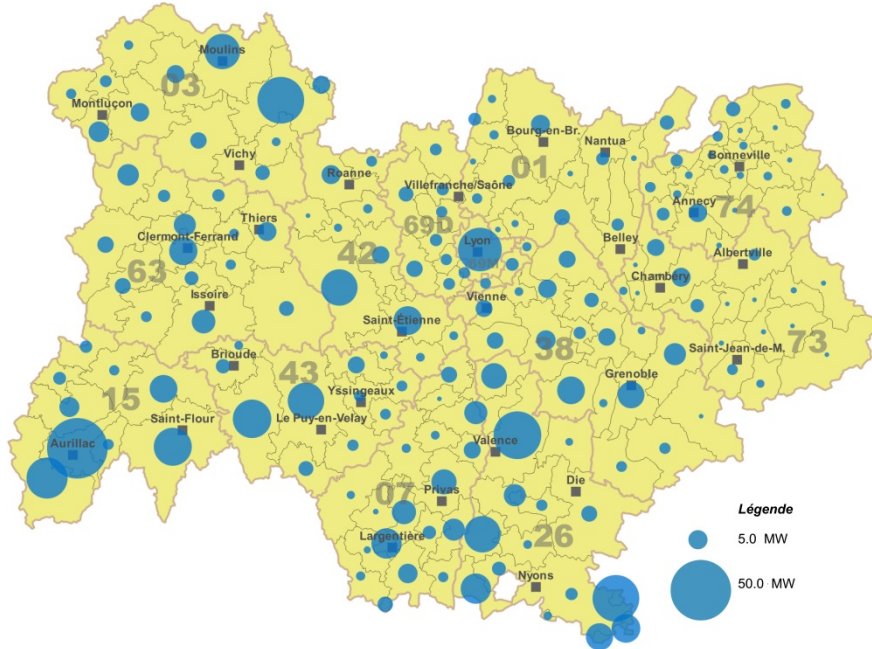 Moulins
03
Montluçon
Vichy
Bourg-en-Br.
Nantua
01
Bonneville
Roanne
Villefranche/Saône
74
Annecy
Thiers
69D
42
Clermont-Ferrand
63
Lyon
69M
Belley
Albertville
Chambéry
Issoire
Vienne
Saint-Étienne
38
Saint-Jean-de-M.
73
Brioude
43
Grenoble
15
Yssingeaux
Saint-Flour
Le Puy-en-Velay
Aurillac
Valence
Die
07
Privas
26
Largentière
Nyons
Légende
5.0 MW
50.0 MW